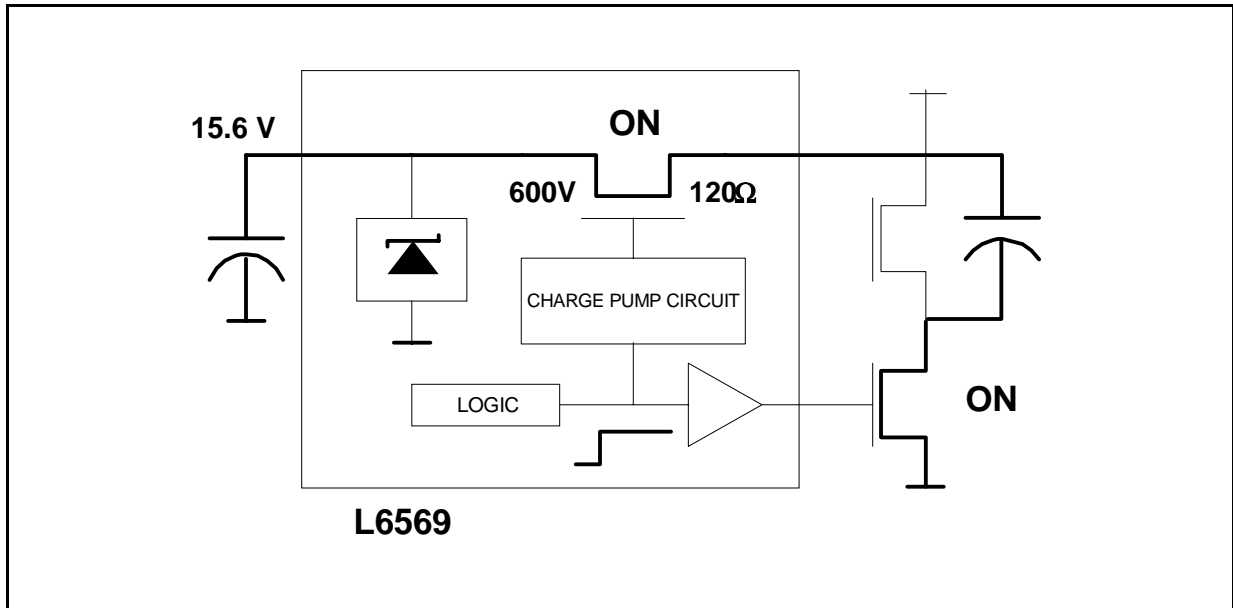 ON
15.6 V
600V
120Ω
CHARGE PUMP CIRCUIT
LOGIC
ON
L6569